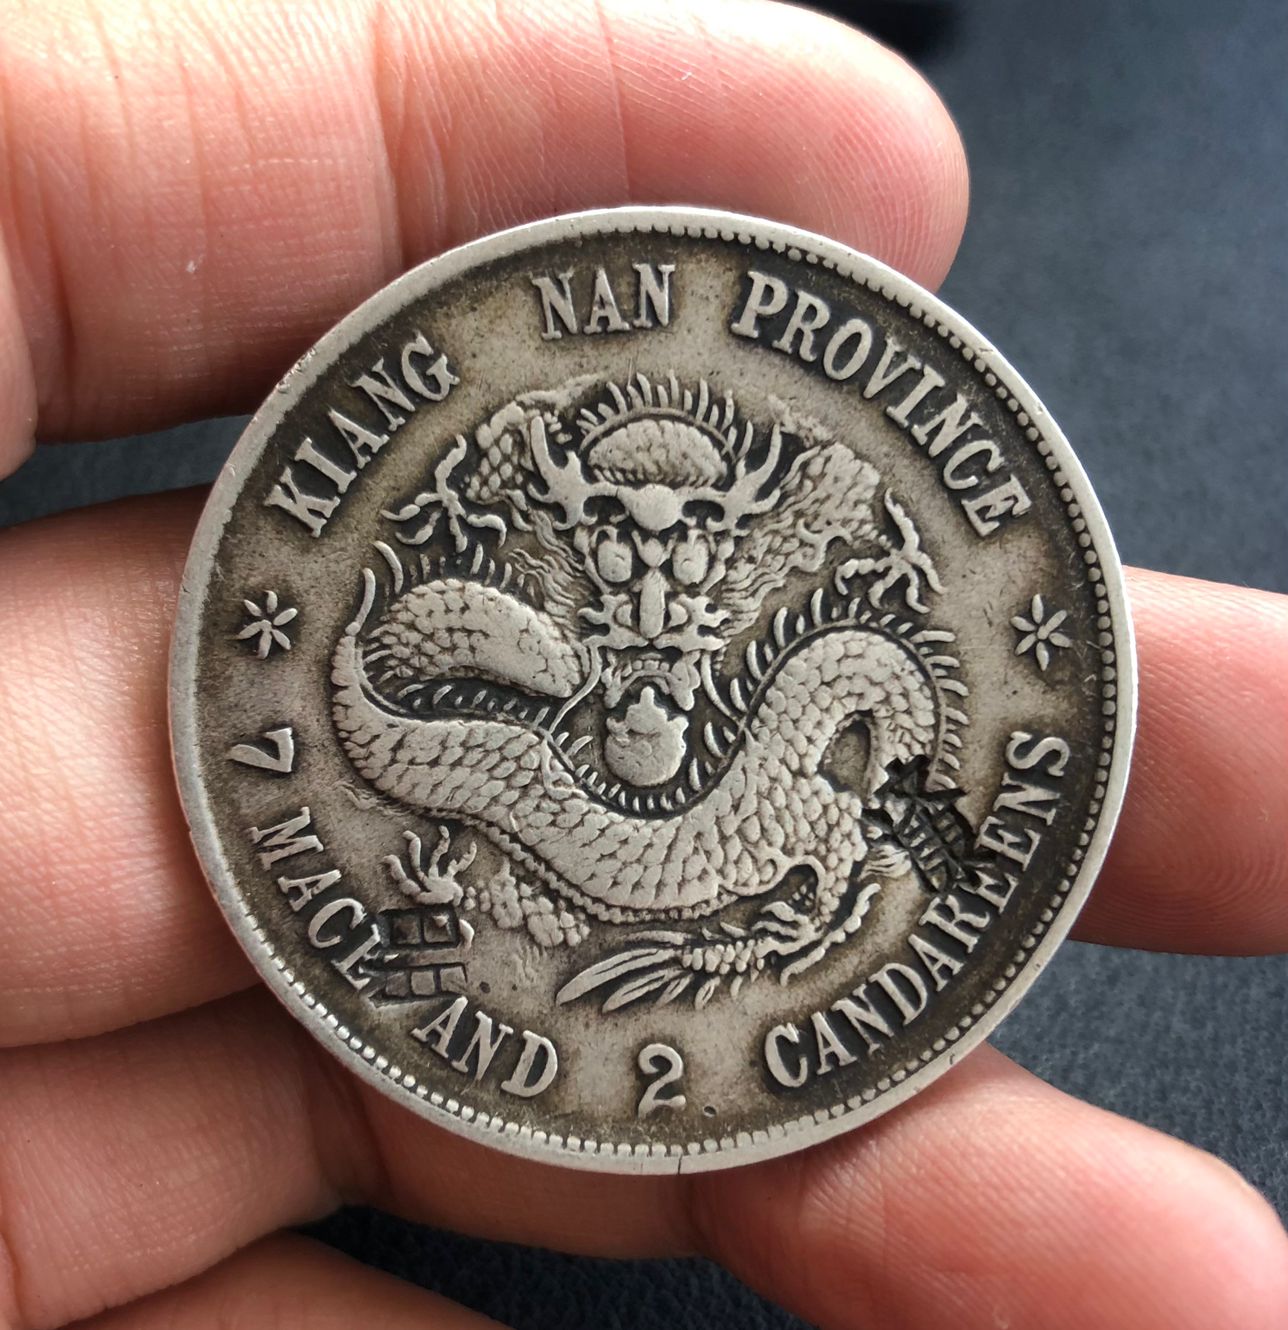 KIANG NAN PROVINCE
7 MACE AND 2 CANDAREENS